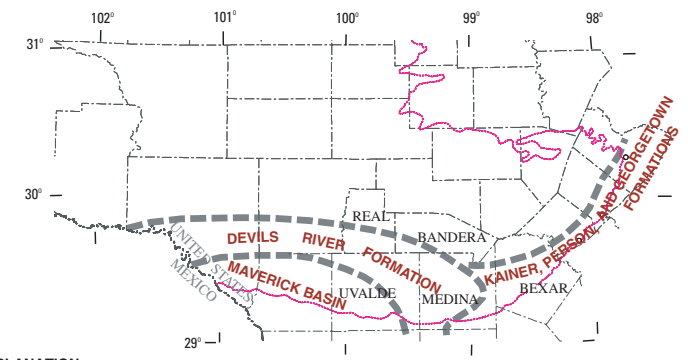 102° 101° 100° 99° 98°
31°
30°
29°
REAL
BANDERA
DEVILS RIVER FORMATION
UNITED STATES
MEXICO
MAVERICK BASIN
UVALDE
MEDINA
BEXAR
KAINER, PERSON, AND GEORGETOWN
FORMATIONS